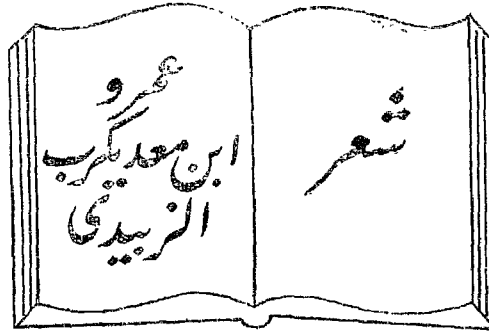 شعر
عمرو
ابن معديكرب
الزبيدي